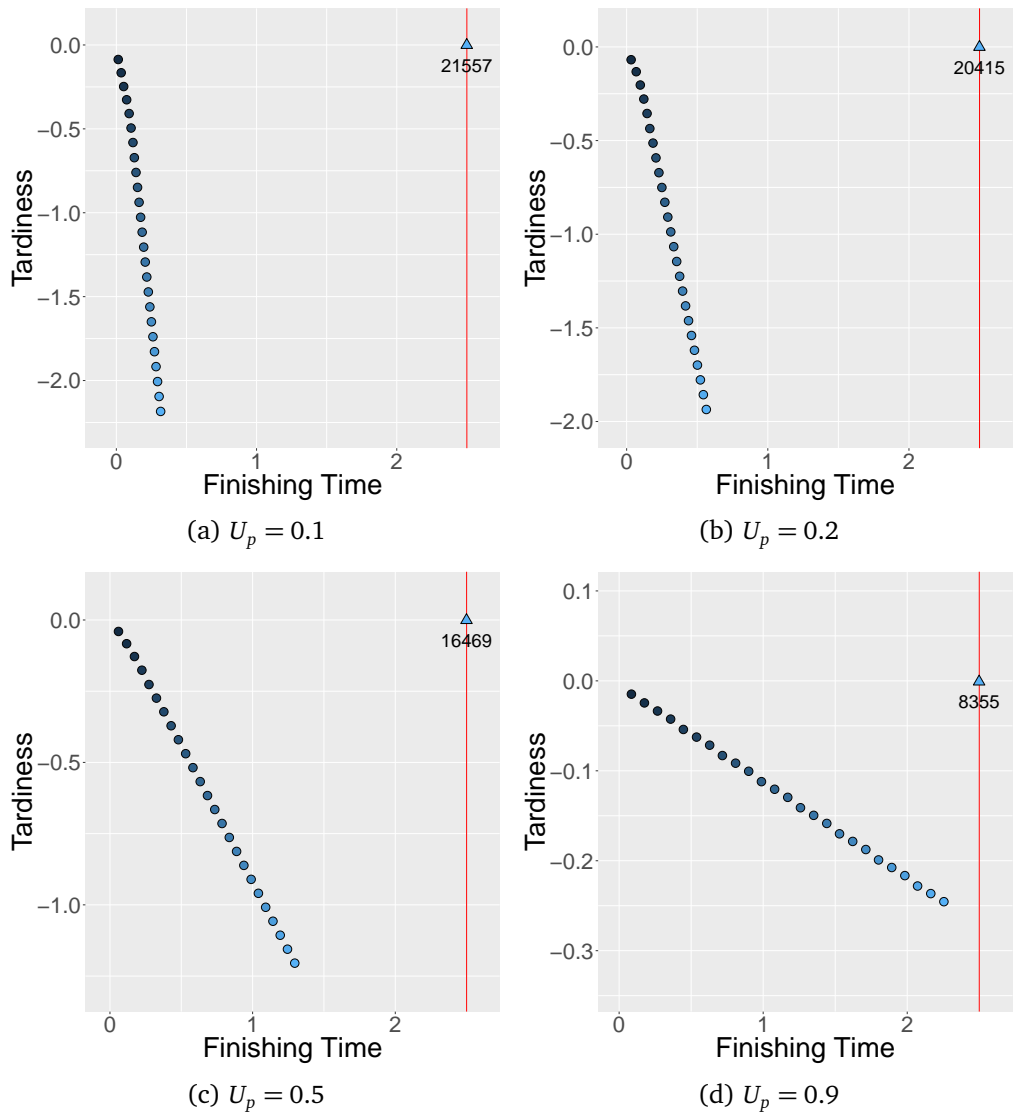 0.0
−0.5
−1.0
−1.5
−2.0
Tardiness
21557
0 1 2
Finishing Time
(a) U_p = 0.1
0.0
−0.5
−1.0
−1.5
−2.0
Tardiness
20415
0 1 2
Finishing Time
(b) U_p = 0.2
0.0
−0.5
−1.0
Tardiness
16469
0 1 2
Finishing Time
(c) U_p = 0.5
0.1
0.0
−0.1
−0.2
−0.3
Tardiness
8355
0 1 2
Finishing Time
(d) U_p = 0.9